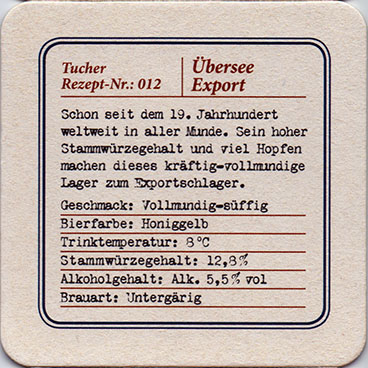 Tucher
Rezept-Nr.: 012
Übersee
Export
Schon seit dem 19. Jahrhundert
weltweit in aller Munde. Sein hoher
Stammwürzegehalt und viel Hopfen
machen dieses kräftig-vollmundige
Lager zum Exportschlager.
Geschmack: Vollmundig-süffig
Bierfarbe: Honiggelb
Trinktemperatur: 8°C
Stammwürzegehalt: 12,8%
Alkoholgehalt: Alk. 5,5% vol
Brauart: Untergärig